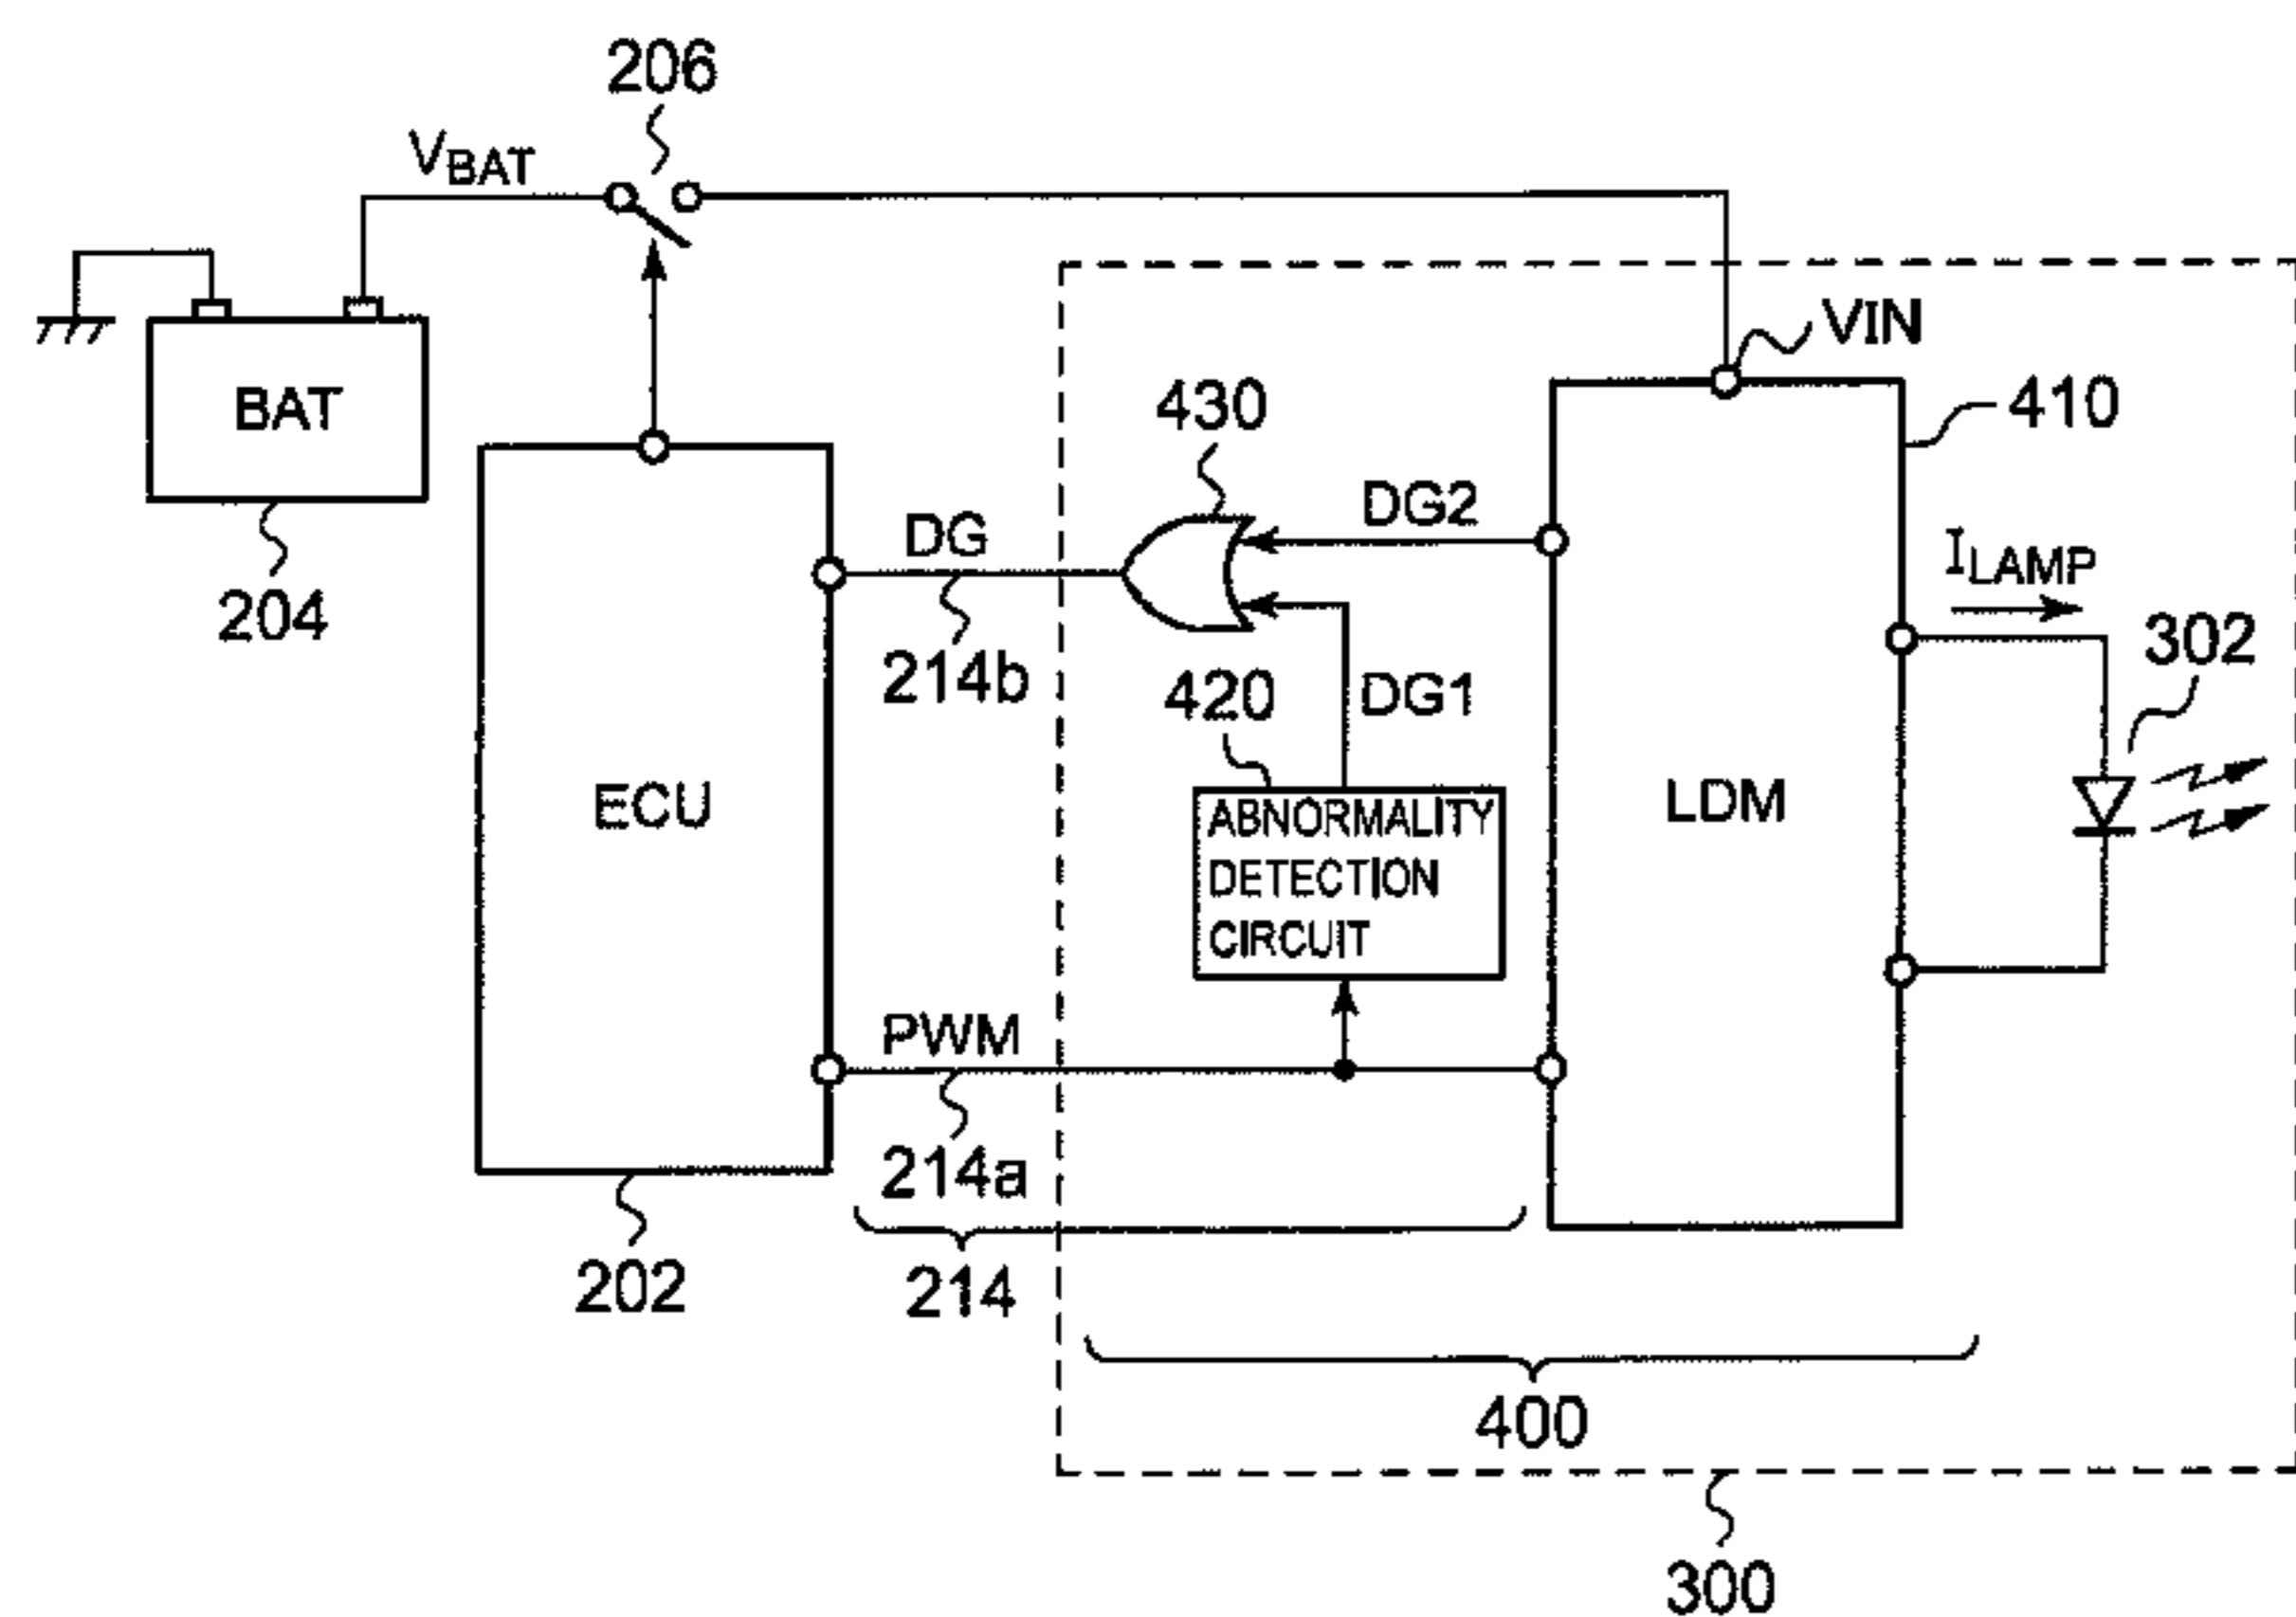 206
VBAT
VIN
BAT
430
410
DG2
DG
ILAMP
204
302
214b
420
DG1
ECU
LDM
ABNORMALITY
DETECTION
CIRCUIT
PWM
214a
202
214
400
300